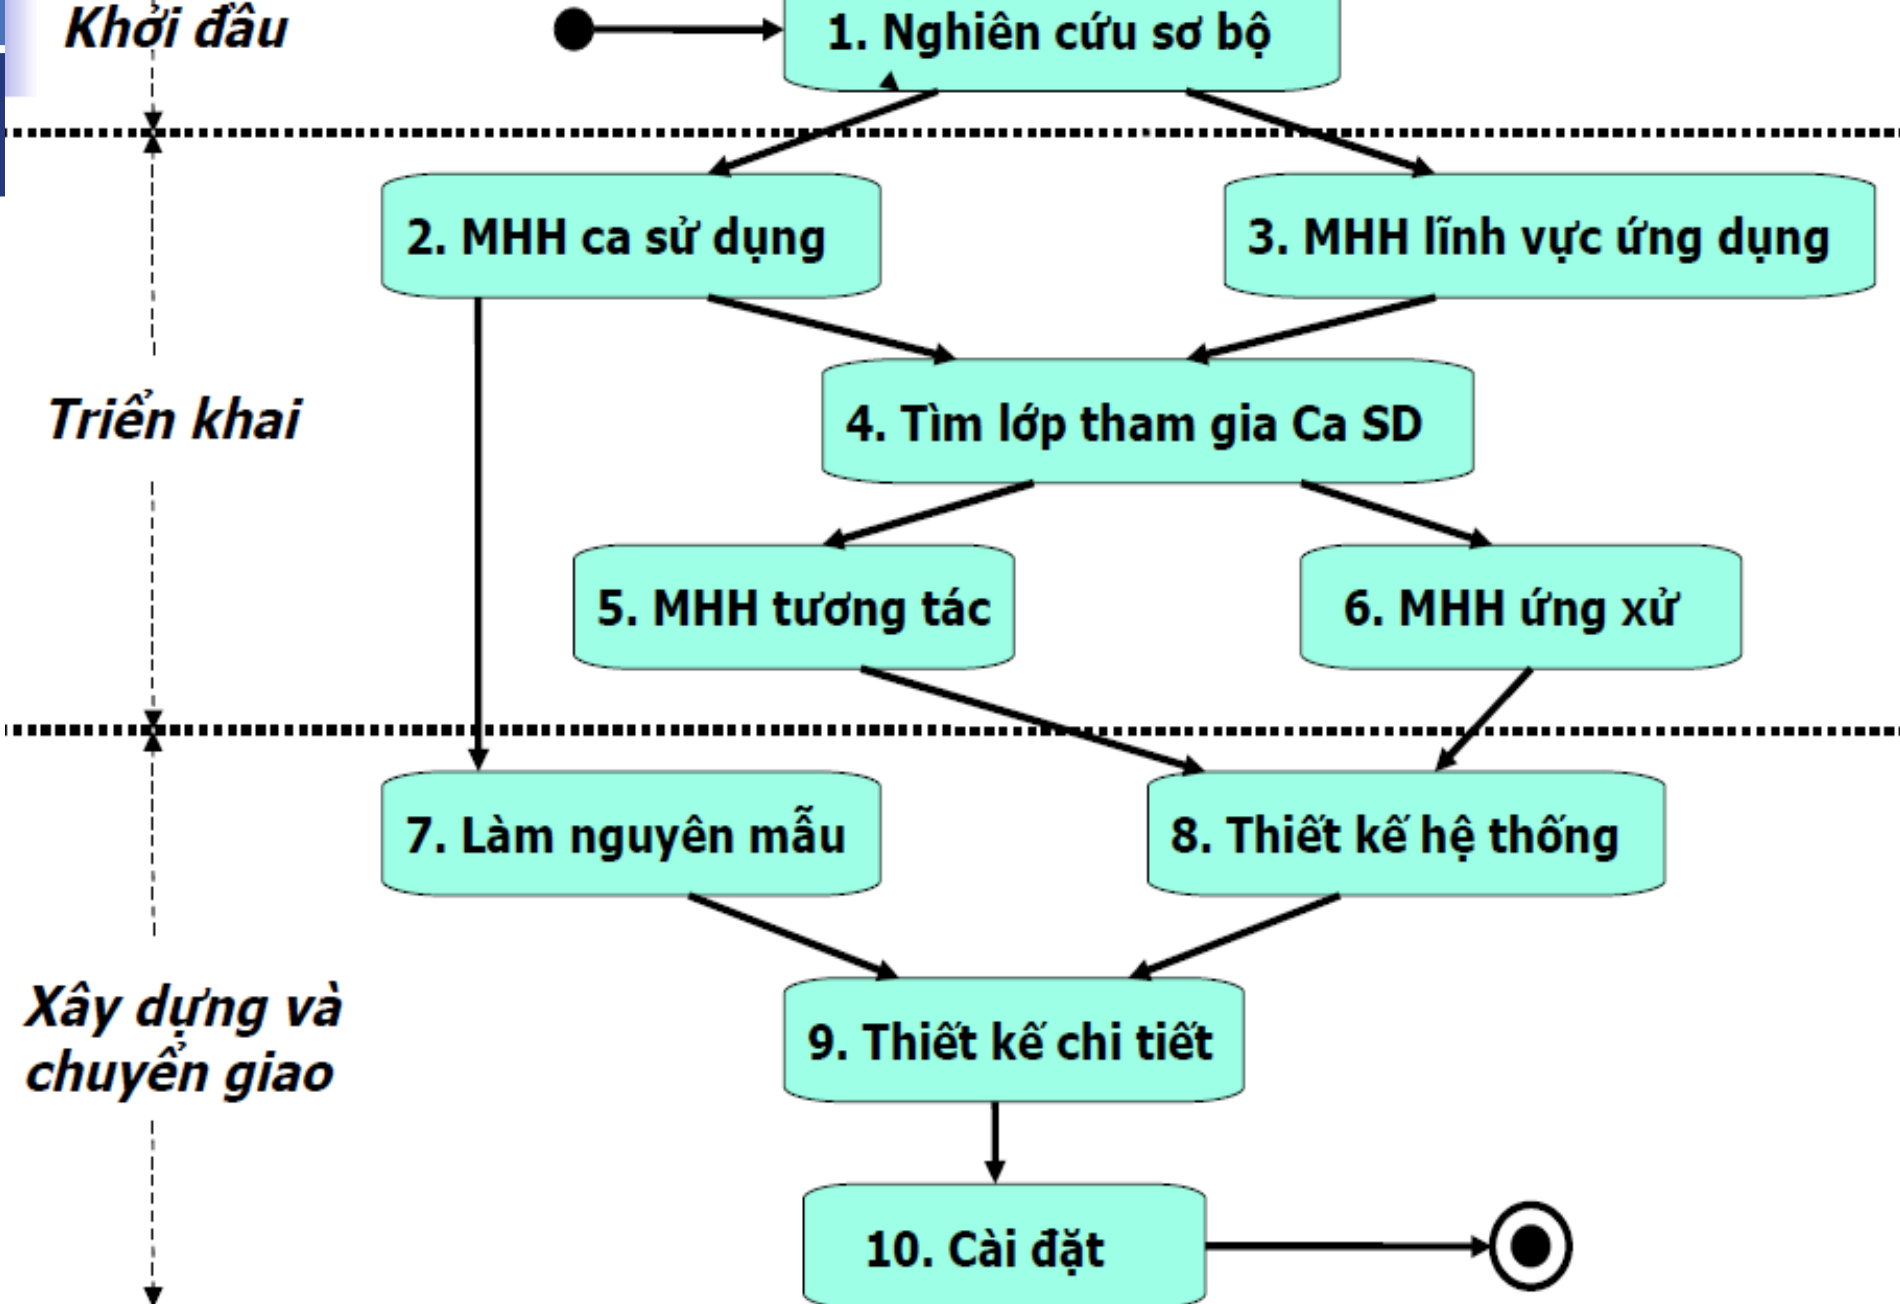 Khởi đầu
1. Nghiên cứu sơ bộ
2. MHH ca sử dụng
3. MHH lĩnh vực ứng dụng
Triển khai
4. Tìm lớp tham gia Ca SD
5. MHH tương tác
6. MHH ứng xử
7. Làm nguyên mẫu
8. Thiết kế hệ thống
Xây dựng và
chuyển giao
9. Thiết kế chi tiết
10. Cài đặt